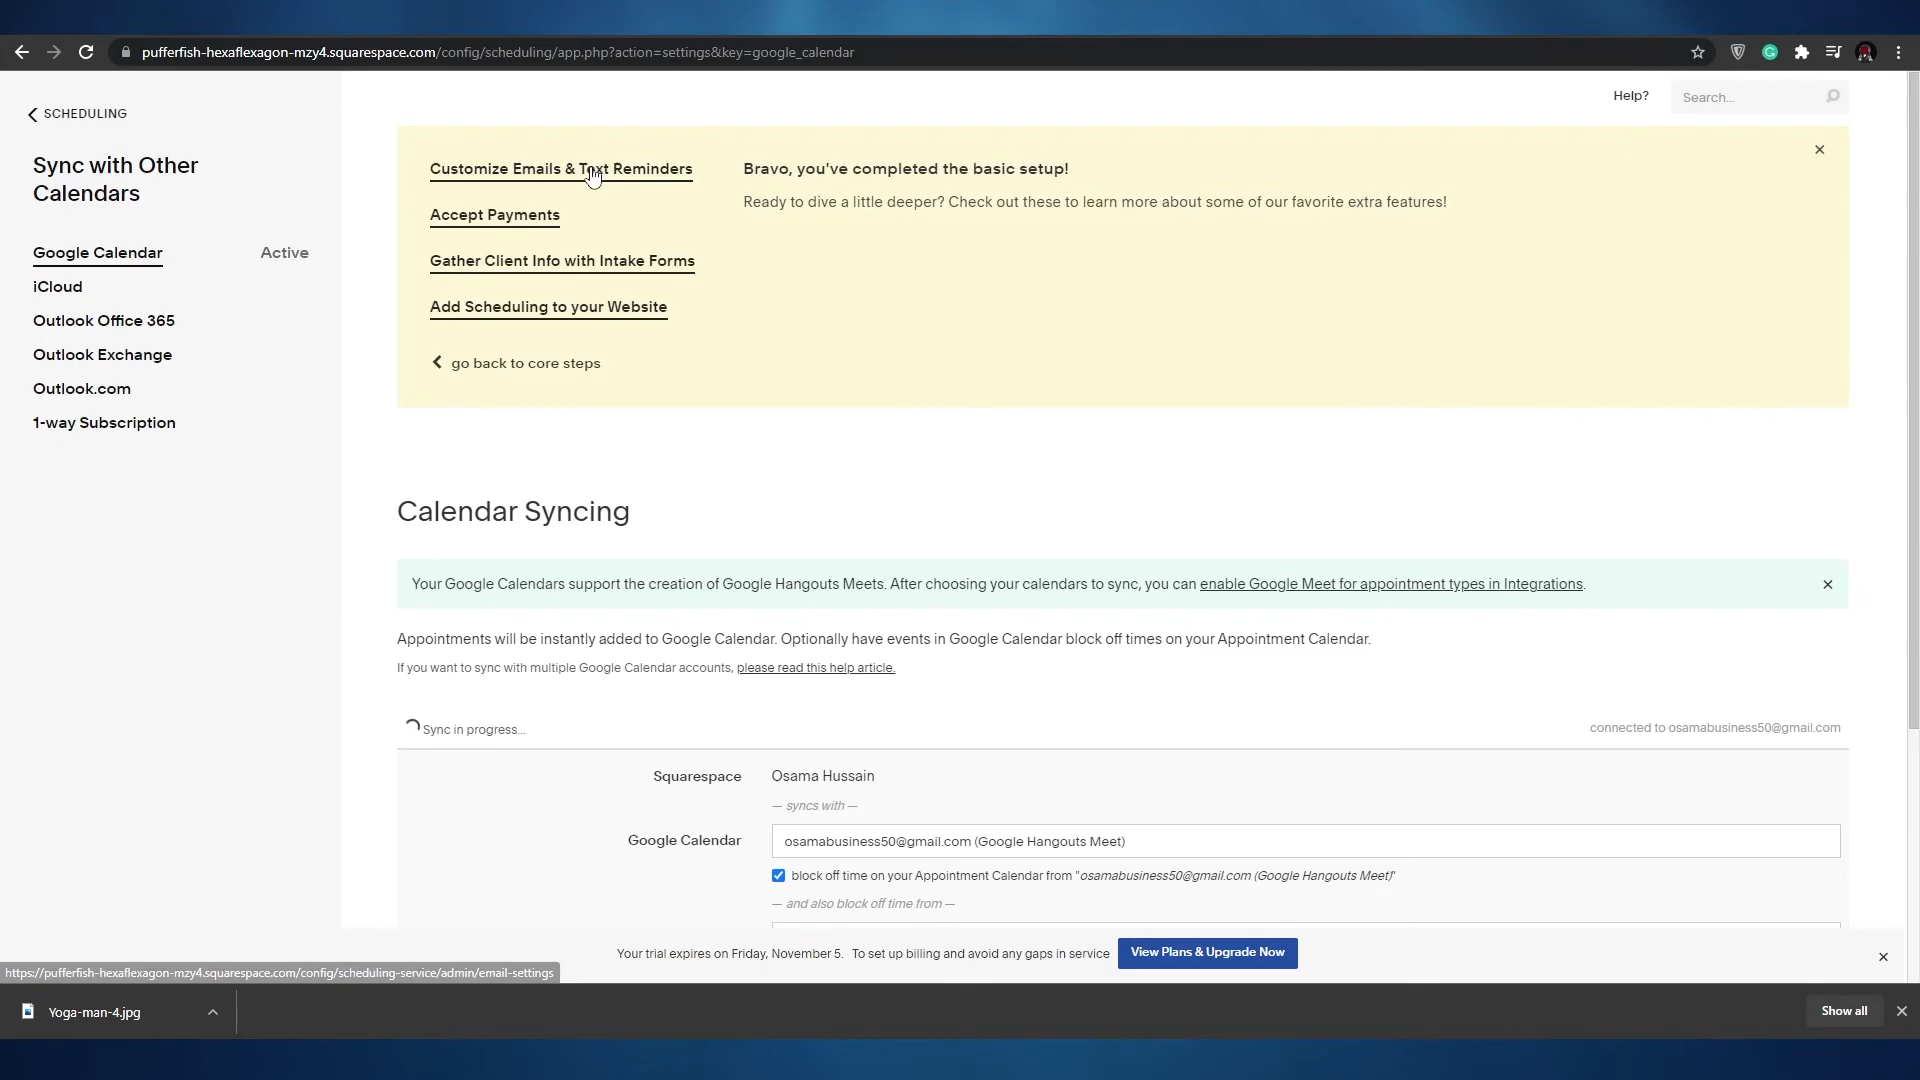 pufferfish-hexaflexagon-mzy4.squarespace.com/config/scheduling/app.php?action=settings&key=google_calendar
SCHEDULING
Sync with Other
Calendars
Google Calendar Active
iCloud
Outlook Office 365
Outlook Exchange
Outlook.com
1-way Subscription
Help?
Search...
Customize Emails & Text Reminders
Accept Payments
Gather Client Info with Intake Forms
Add Scheduling to your Website
go back to core steps
Bravo, you've completed the basic setup!
Ready to dive a little deeper? Check out these to learn more about some of our favorite extra features!
Calendar Syncing
Your Google Calendars support the creation of Google Hangouts Meets. After choosing your calendars to sync, you can enable Google Meet for appointment types in Integrations.
Appointments will be instantly added to Google Calendar. Optionally have events in Google Calendar block off times on your Appointment Calendar.
If you want to sync with multiple Google Calendar accounts, please read this help article.
Sync in progress... connected to osamabusiness50@gmail.com
Squarespace Osama Hussain
— syncs with —
Google Calendar osamabusiness50@gmail.com (Google Hangouts Meet)
block off time on your Appointment Calendar from "osamabusiness50@gmail.com (Google Hangouts Meet)"
— and also block off time from —
Your trial expires on Friday, November 5. To set up billing and avoid any gaps in service View Plans & Upgrade Now
https://pufferfish-hexaflexagon-mzy4.squarespace.com/config/scheduling-service/admin/email-settings
Yoga-man-4.jpg
Show all